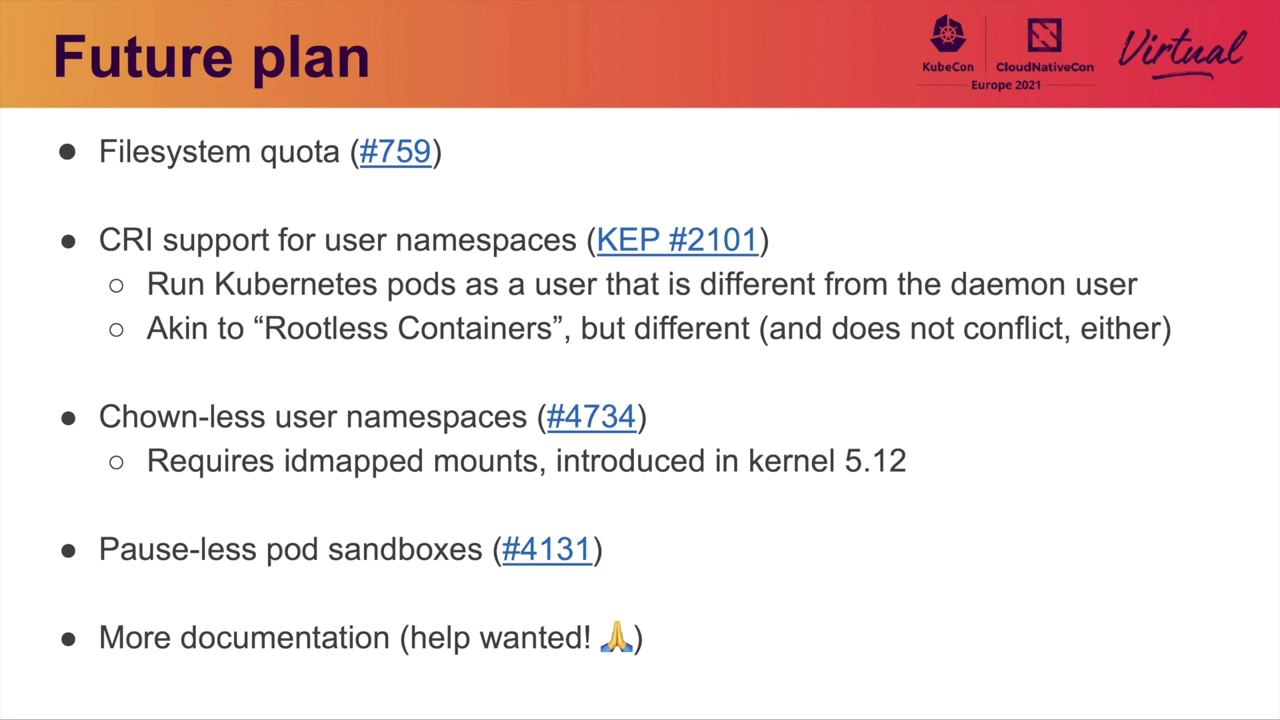 Future plan
KubeCon
CloudNativeCon
Europe 2021
Virtual
● Filesystem quota (#759)
● CRI support for user namespaces (KEP #2101)
○ Run Kubernetes pods as a user that is different from the daemon user
○ Akin to “Rootless Containers”, but different (and does not conflict, either)
● Chown-less user namespaces (#4734)
○ Requires idmapped mounts, introduced in kernel 5.12
● Pause-less pod sandboxes (#4131)
● More documentation (help wanted! 🙏)